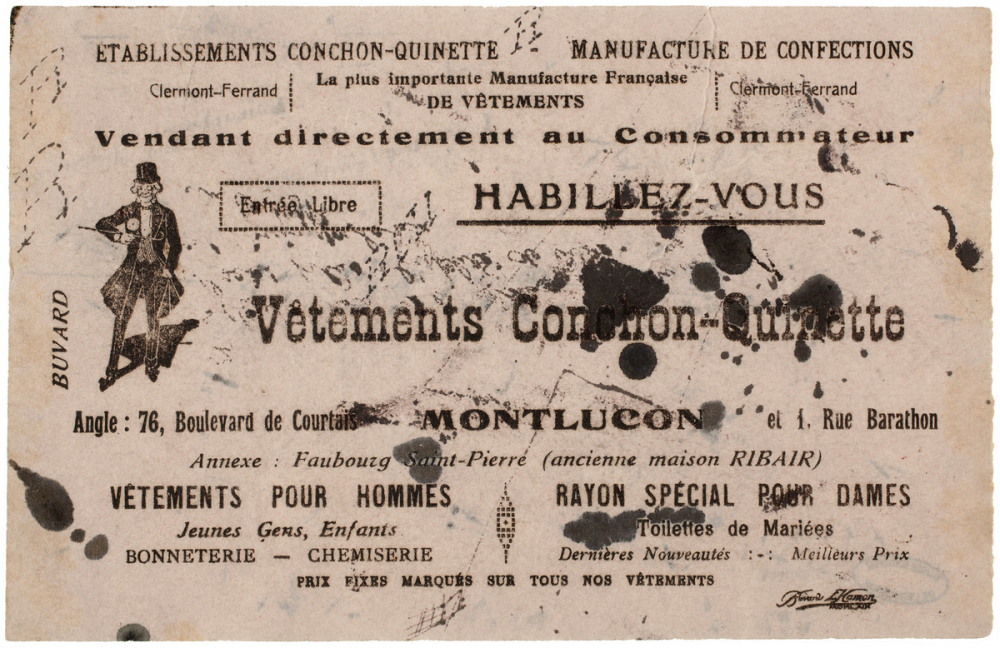 ETABLISSEMENTS CONCHON-QUINETTE MANUFACTURE DE CONFECTIONS
Clermont-Ferrand La plus importante Manufacture Française Clermont-Ferrand
DE VÊTEMENTS
Vendant directement au Consommateur
Entrée Libre HABILLEZ-VOUS
Vêtements Conchon-Quinette
BUVARD
Angle : 76, Boulevard de Courtais MONTLUCON et 1, Rue Barathon
Annexe : Faubourg Saint-Pierre (ancienne maison RIBAIR)
VÊTEMENTS POUR HOMMES RAYON SPÉCIAL POUR DAMES
Jeunes Gens, Enfants Toilettes de Mariées
BONNETERIE — CHEMISERIE Dernières Nouveautés :-: Meilleurs Prix
PRIX FIXES MARQUÉS SUR TOUS NOS VÊTEMENTS